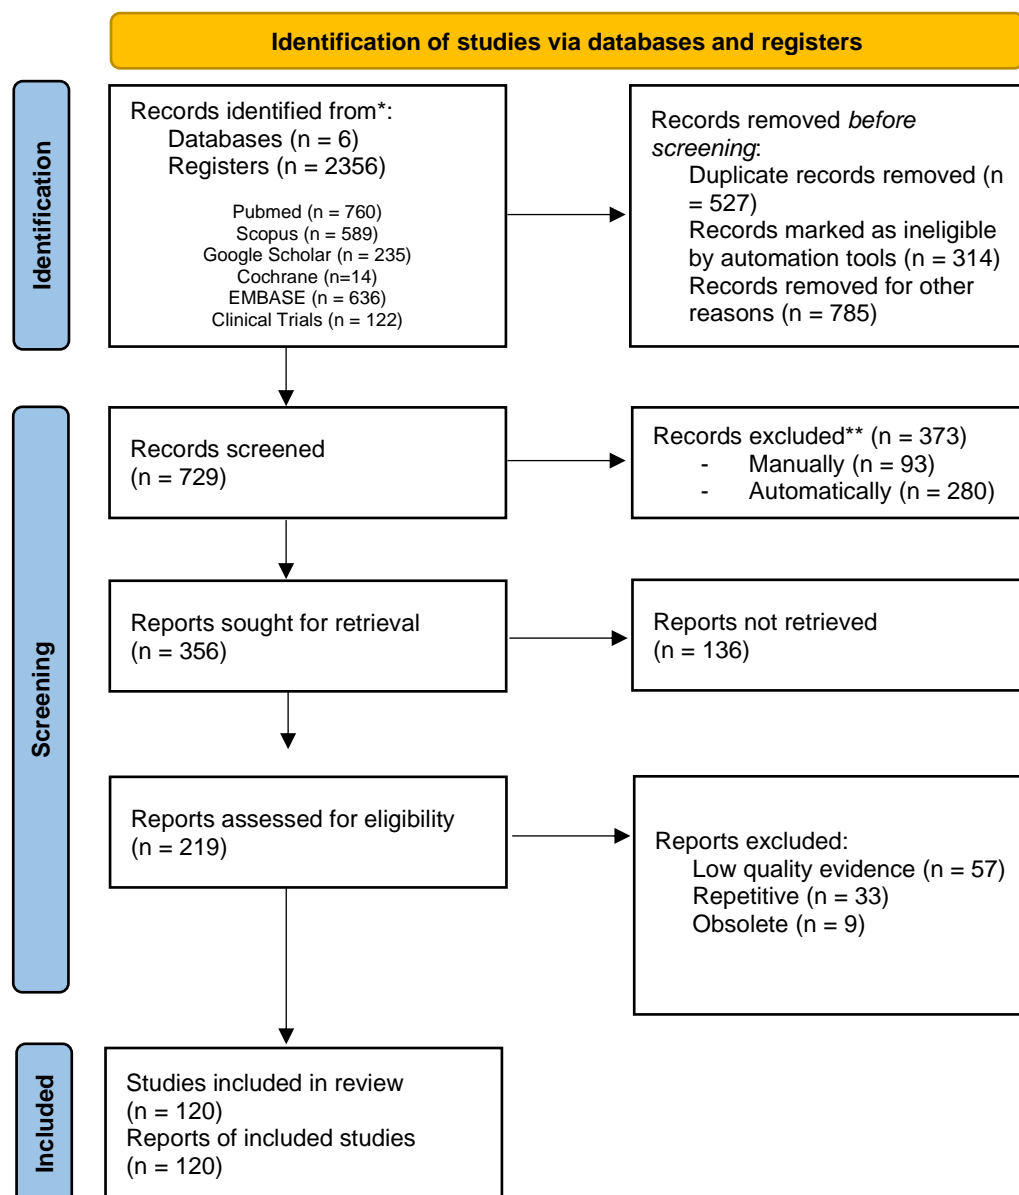 Identification of studies via databases and registers
Identification
Records identified from*:
Databases (n = 6)
Registers (n = 2356)
Pubmed (n = 760)
Scopus (n = 589)
Google Scholar (n = 235)
Cochrane (n=14)
EMBASE (n = 636)
Clinical Trials (n = 122)
Records removed before
screening:
Duplicate records removed (n
= 527)
Records marked as ineligible
by automation tools (n = 314)
Records removed for other
reasons (n = 785)
Screening
Records screened
(n = 729)
Records excluded** (n = 373)
- Manually (n = 93)
- Automatically (n = 280)
Reports sought for retrieval
(n = 356)
Reports not retrieved
(n = 136)
Reports assessed for eligibility
(n = 219)
Reports excluded:
Low quality evidence (n = 57)
Repetitive (n = 33)
Obsolete (n = 9)
Included
Studies included in review
(n = 120)
Reports of included studies
(n = 120)